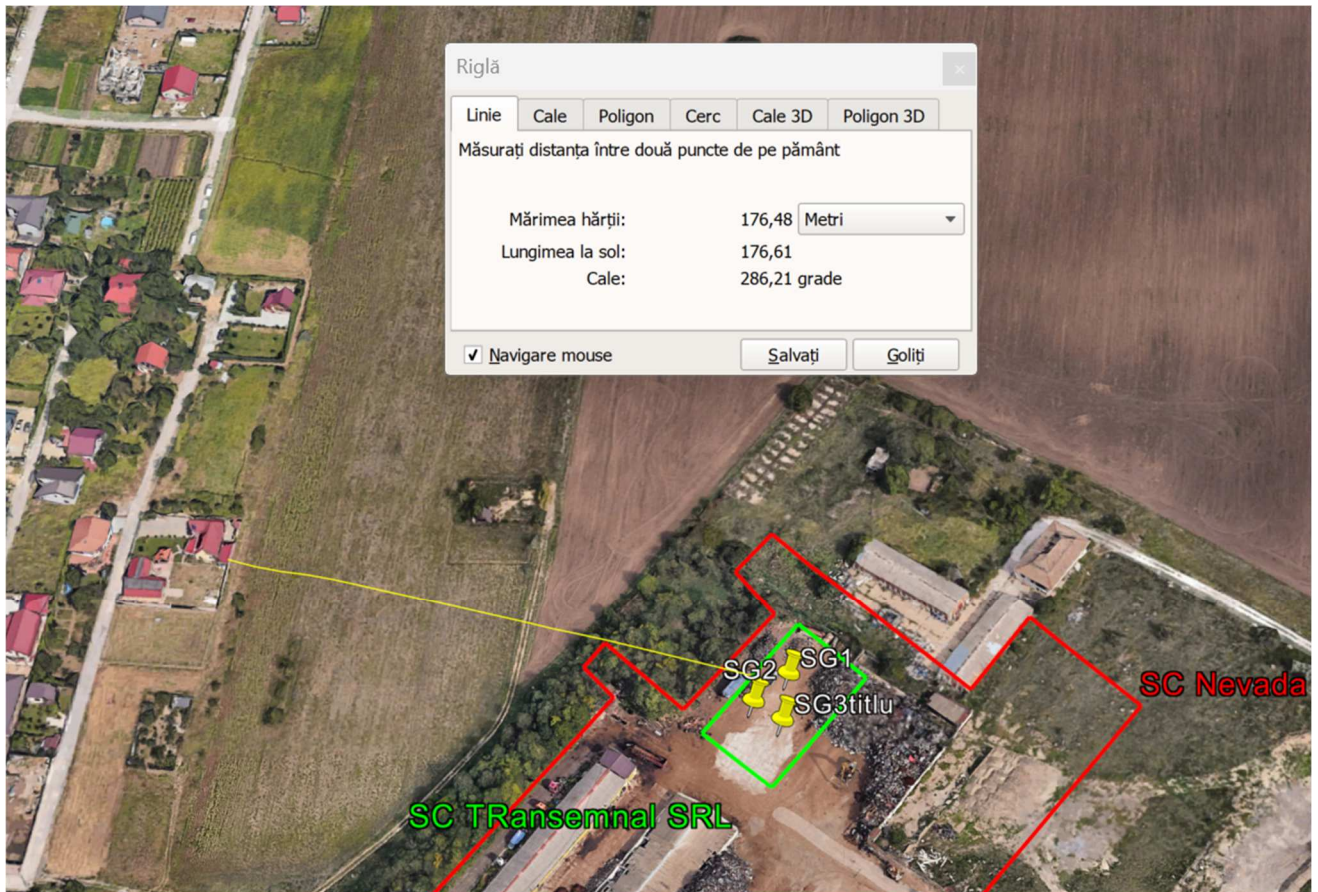 Riglă
Linie Cale Poligon Cerc Cale 3D Poligon 3D
Măsurați distanța între două puncte de pe pământ
Mărimea hărții: 176,48 Metri
Lungimea la sol: 176,61
Cale: 286,21 grade
Navigare mouse Salvați Goliți
SG2 SG1
SC Nevada
SG3titlu
SC TRansemnal SRL